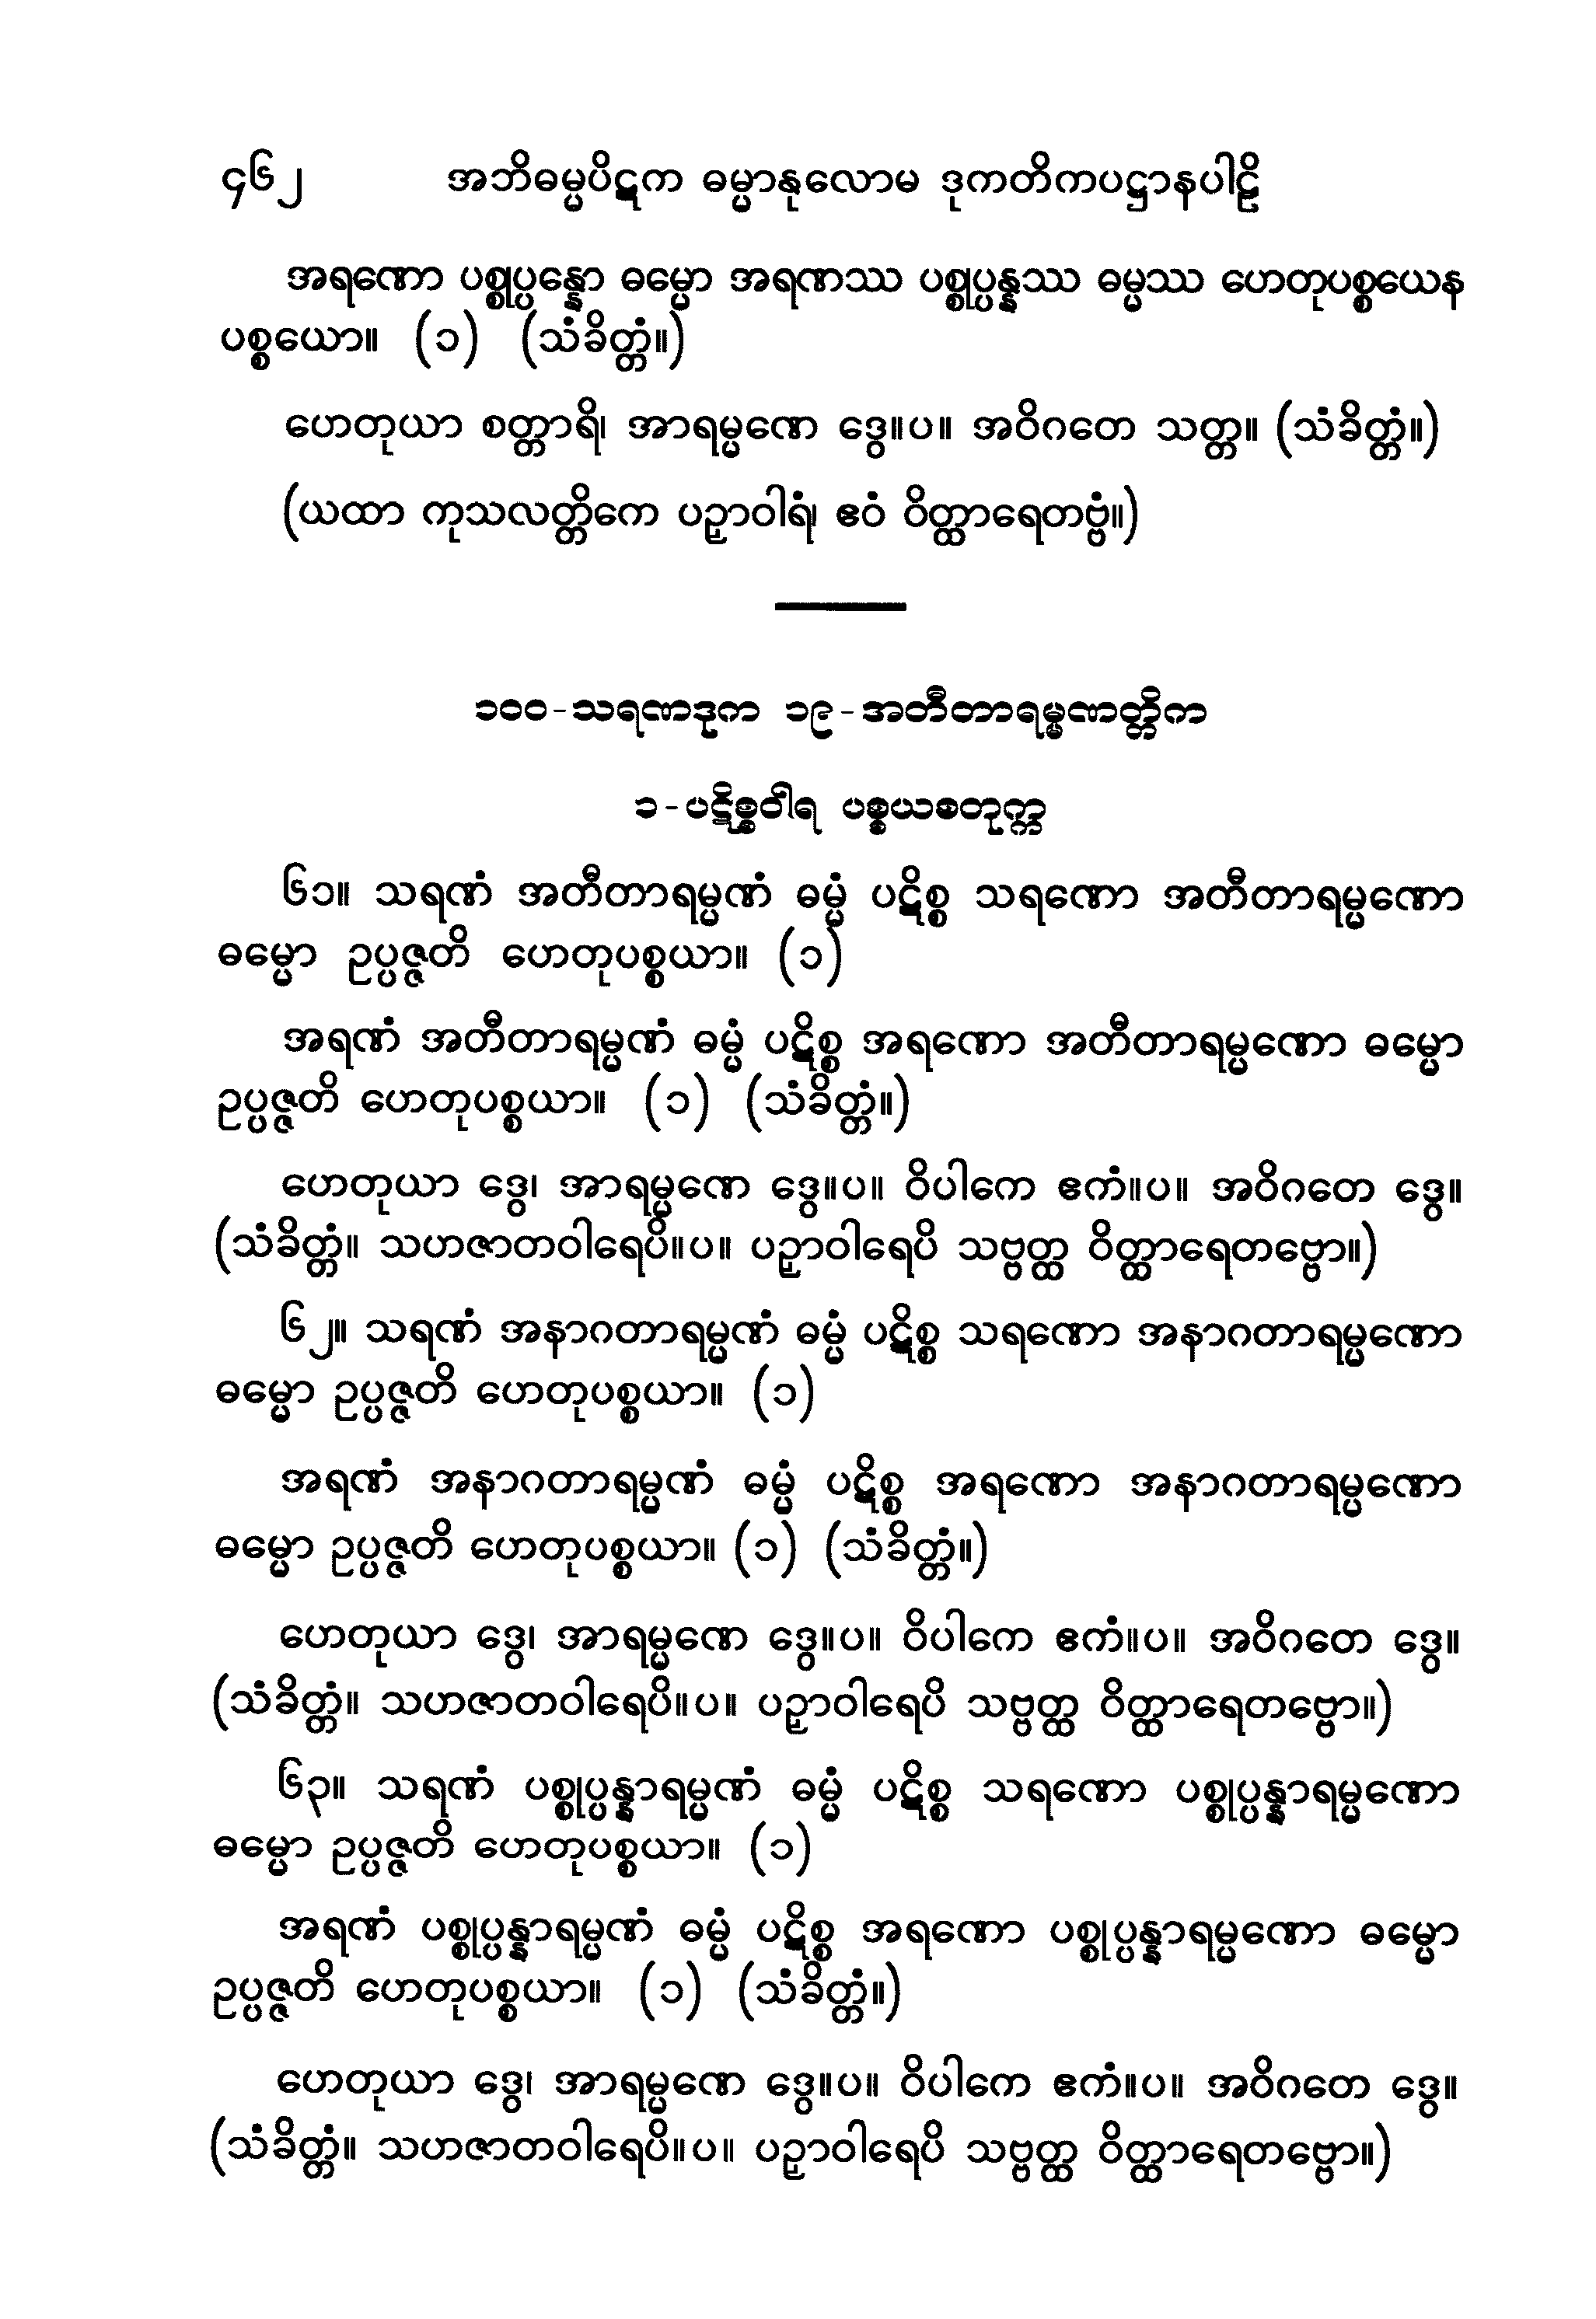 ၄၆၂ အဘိဓမ္မပိဋက ဓမ္မာနုလောမ ဒုကတိကပဋ္ဌာနပါဠိ
အရဏော ပစ္စုပ္ပန္နော ဓမ္မော အရဏဿ ပစ္စုပ္ပန္နဿ ဓမ္မဿ ဟေတုပစ္စယေန
ပစ္စယော။ (၁) (သံခိတ္တံ။)
ဟေတုယာ စတ္တာရိ၊ အာရမ္မဏေ ဒွေ။ပ။ အဝိဂတေ သတ္တ။ (သံခိတ္တံ။)
(ယထာ ကုသလတ္တိကေ ပဉှာဝါရံ၊ ဧဝံ ဝိတ္ထာရေတဗ္ဗံ။)
၁၀၀-သရဏဒုက ၁၉-အတီတာရမ္မဏတ္တိက
၁-ပဋိစ္စဝါရ ပစ္စယစတုက္က
၆၁။ သရဏံ အတီတာရမ္မဏံ ဓမ္မံ ပဋိစ္စ သရဏော အတီတာရမ္မဏော
ဓမ္မော ဥပ္ပဇ္ဇတိ ဟေတုပစ္စယာ။ (၁)
အရဏံ အတီတာရမ္မဏံ ဓမ္မံ ပဋိစ္စ အရဏော အတီတာရမ္မဏော ဓမ္မော
ဥပ္ပဇ္ဇတိ ဟေတုပစ္စယာ။ (၁) (သံခိတ္တံ။)
ဟေတုယာ ဒွေ၊ အာရမ္မဏေ ဒွေ။ပ။ ဝိပါကေ ဧကံ။ပ။ အဝိဂတေ ဒွေ။
(သံခိတ္တံ။ သဟဇာတဝါရေပိ။ပ။ ပဉှာဝါရေပိ သဗ္ဗတ္ထ ဝိတ္ထာရေတဗ္ဗော။)
၆၂။ သရဏံ အနာဂတာရမ္မဏံ ဓမ္မံ ပဋိစ္စ သရဏော အနာဂတာရမ္မဏော
ဓမ္မော ဥပ္ပဇ္ဇတိ ဟေတုပစ္စယာ။ (၁)
အရဏံ အနာဂတာရမ္မဏံ ဓမ္မံ ပဋိစ္စ အရဏော အနာဂတာရမ္မဏော
ဓမ္မော ဥပ္ပဇ္ဇတိ ဟေတုပစ္စယာ။ (၁) (သံခိတ္တံ။)
ဟေတုယာ ဒွေ၊ အာရမ္မဏေ ဒွေ။ပ။ ဝိပါကေ ဧကံ။ပ။ အဝိဂတေ ဒွေ။
(သံခိတ္တံ။ သဟဇာတဝါရေပိ။ပ။ ပဉှာဝါရေပိ သဗ္ဗတ္ထ ဝိတ္ထာရေတဗ္ဗော။)
၆၃။ သရဏံ ပစ္စုပ္ပန္နာရမ္မဏံ ဓမ္မံ ပဋိစ္စ သရဏော ပစ္စုပ္ပန္နာရမ္မဏော
ဓမ္မော ဥပ္ပဇ္ဇတိ ဟေတုပစ္စယာ။ (၁)
အရဏံ ပစ္စုပ္ပန္နာရမ္မဏံ ဓမ္မံ ပဋိစ္စ အရဏော ပစ္စုပ္ပန္နာရမ္မဏော ဓမ္မော
ဥပ္ပဇ္ဇတိ ဟေတုပစ္စယာ။ (၁) (သံခိတ္တံ။)
ဟေတုယာ ဒွေ၊ အာရမ္မဏေ ဒွေ။ပ။ ဝိပါကေ ဧကံ။ပ။ အဝိဂတေ ဒွေ။
(သံခိတ္တံ။ သဟဇာတဝါရေပိ။ပ။ ပဉှာဝါရေပိ သဗ္ဗတ္ထ ဝိတ္ထာရေတဗ္ဗော။)